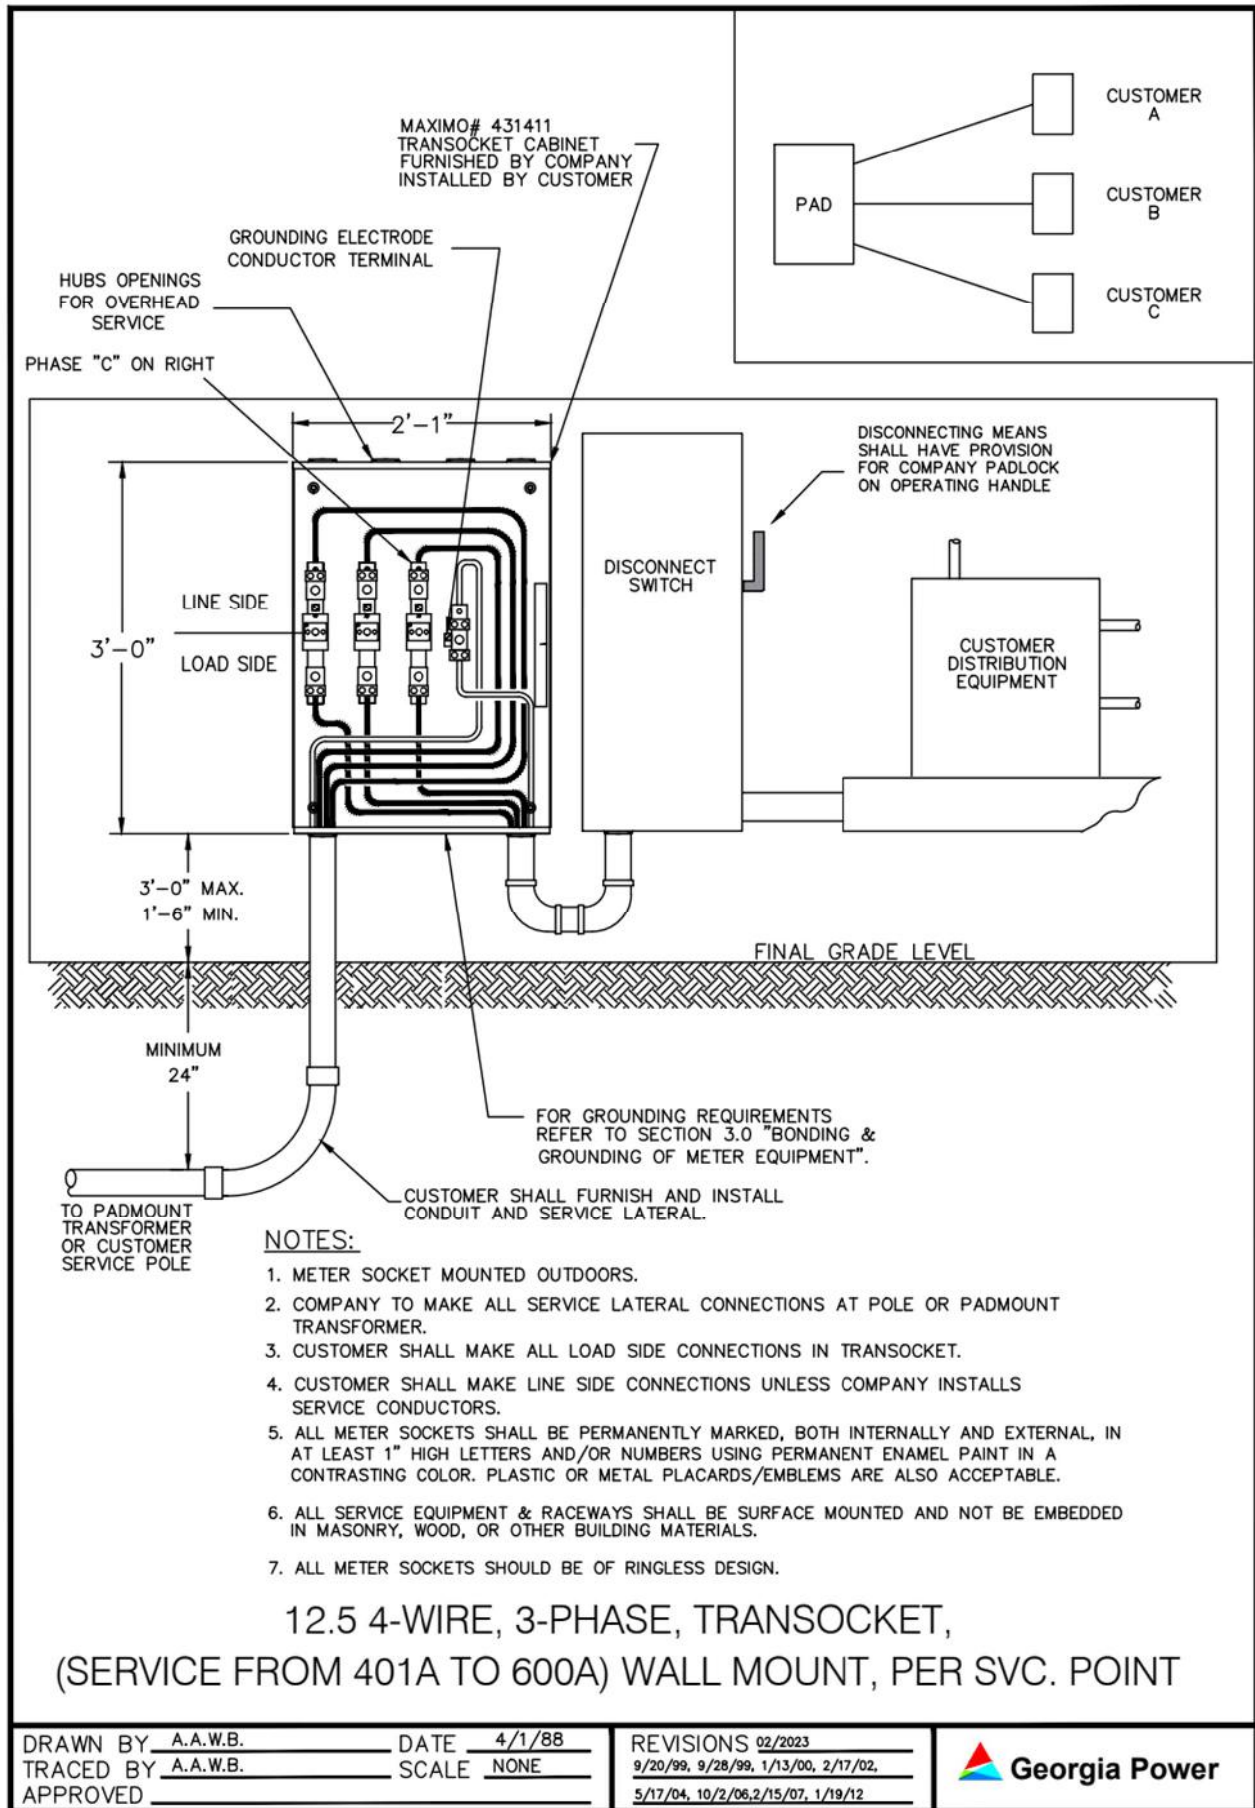 CUSTOMER
A
PAD
CUSTOMER
B
CUSTOMER
C
MAXIMO# 431411
TRANSOCKET CABINET
FURNISHED BY COMPANY
INSTALLED BY CUSTOMER
GROUNDING ELECTRODE
CONDUCTOR TERMINAL
HUBS OPENINGS
FOR OVERHEAD
SERVICE
PHASE "C" ON RIGHT
2'-1"
DISCONNECTING MEANS
SHALL HAVE PROVISION
FOR COMPANY PADLOCK
ON OPERATING HANDLE
DISCONNECT
SWITCH
LINE SIDE
3'-0"
LOAD SIDE
CUSTOMER
DISTRIBUTION
EQUIPMENT
3'-0" MAX.
1'-6" MIN.
FINAL GRADE LEVEL
MINIMUM
24"
FOR GROUNDING REQUIREMENTS
REFER TO SECTION 3.0 "BONDING &
GROUNDING OF METER EQUIPMENT".
CUSTOMER SHALL FURNISH AND INSTALL
CONDUIT AND SERVICE LATERAL.
TO PADMOUNT
TRANSFORMER
OR CUSTOMER
SERVICE POLE
NOTES:
1. METER SOCKET MOUNTED OUTDOORS.
2. COMPANY TO MAKE ALL SERVICE LATERAL CONNECTIONS AT POLE OR PADMOUNT
TRANSFORMER.
3. CUSTOMER SHALL MAKE ALL LOAD SIDE CONNECTIONS IN TRANSOCKET.
4. CUSTOMER SHALL MAKE LINE SIDE CONNECTIONS UNLESS COMPANY INSTALLS
SERVICE CONDUCTORS.
5. ALL METER SOCKETS SHALL BE PERMANENTLY MARKED, BOTH INTERNALLY AND EXTERNAL, IN
AT LEAST 1" HIGH LETTERS AND/OR NUMBERS USING PERMANENT ENAMEL PAINT IN A
CONTRASTING COLOR. PLASTIC OR METAL PLACARDS/EMBLEMS ARE ALSO ACCEPTABLE.
6. ALL SERVICE EQUIPMENT & RACEWAYS SHALL BE SURFACE MOUNTED AND NOT BE EMBEDDED
IN MASONRY, WOOD, OR OTHER BUILDING MATERIALS.
7. ALL METER SOCKETS SHOULD BE OF RINGLESS DESIGN.
12.5 4-WIRE, 3-PHASE, TRANSOCKET,
(SERVICE FROM 401A TO 600A) WALL MOUNT, PER SVC. POINT
DRAWN BY A.A.W.B. DATE 4/1/88
TRACED BY A.A.W.B. SCALE NONE
APPROVED
REVISIONS 02/2023
9/20/99, 9/28/99, 1/13/00, 2/17/02,
5/17/04, 10/2/06,2/15/07, 1/19/12
Georgia Power